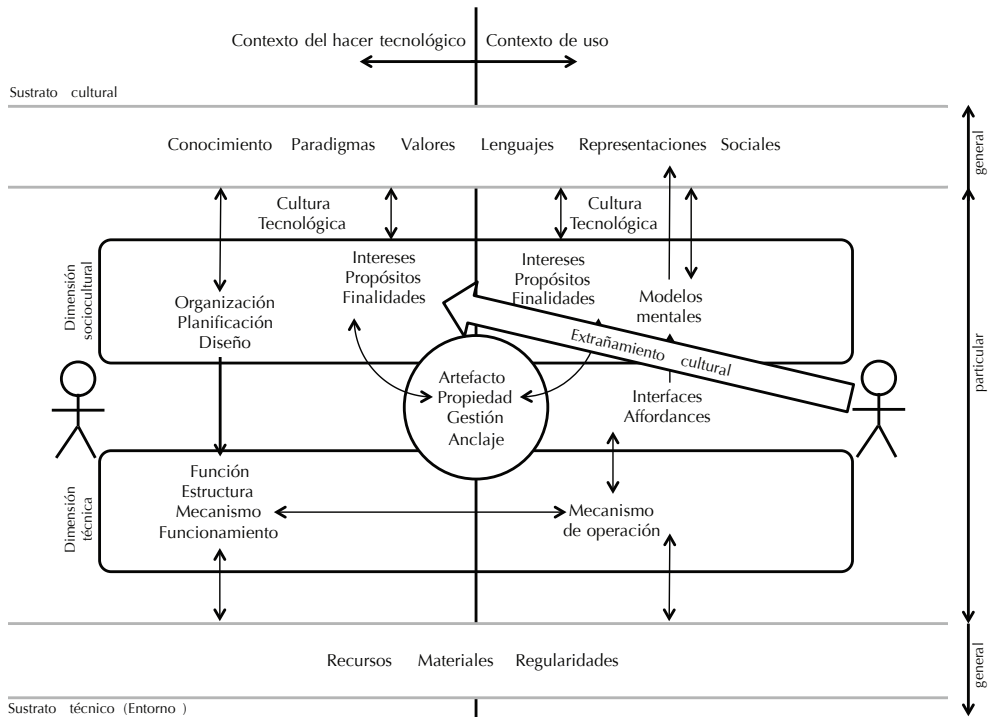 Contexto del hacer tecnológico
Contexto de uso
Sustrato cultural
Conocimiento Paradigmas Valores Lenguajes Representaciones Sociales
general
Cultura
Tecnológica
Cultura
Tecnológica
Dimensión
sociocultural
Organización
Planificación
Diseño
Intereses
Propósitos
Finalidades
Intereses
Propósitos
Finalidades
Modelos
mentales
Extrañamiento cultural
particular
Artefacto
Propiedad
Gestión
Anclaje
Interfaces
Affordances
Dimensión
técnica
Función
Estructura
Mecanismo
Funcionamiento
Mecanismo
de operación
Recursos Materiales Regularidades
general
Sustrato técnico (Entorno )